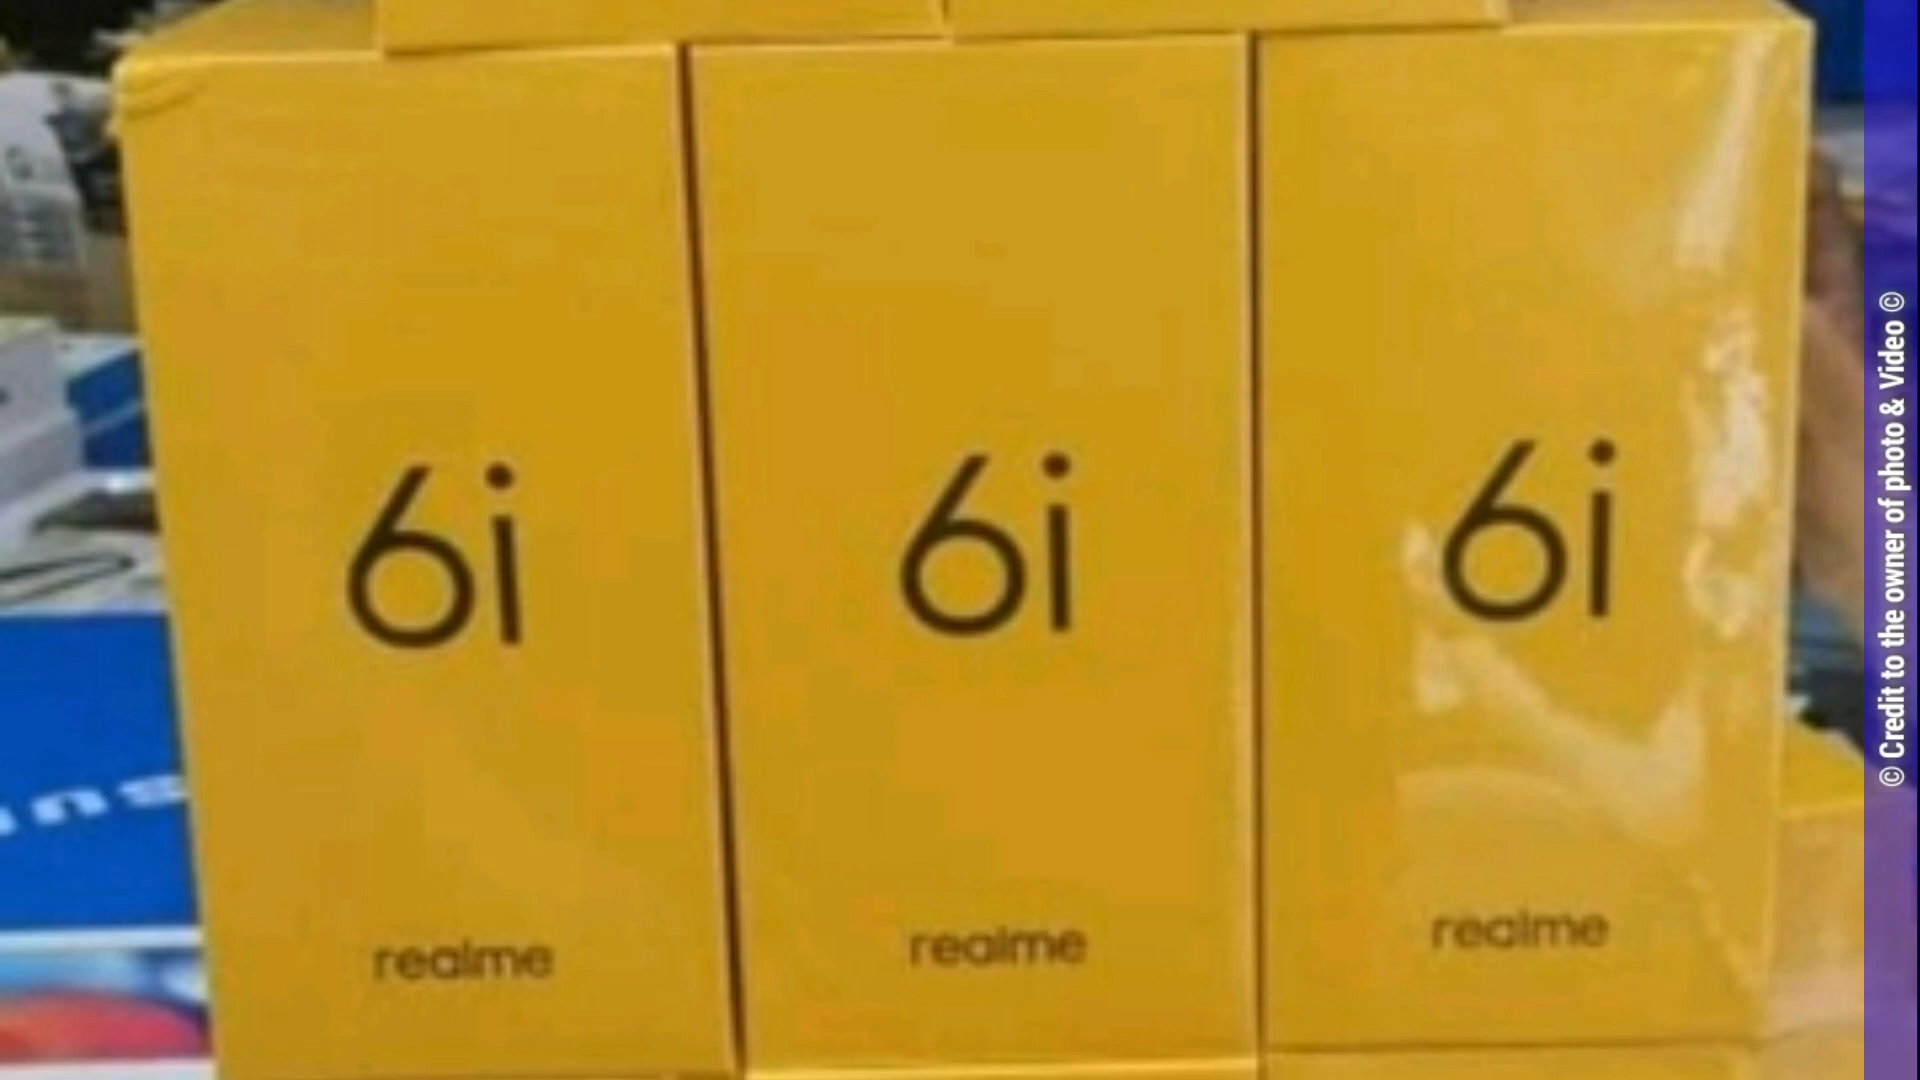 6i
6i
6i
realme
realme
realme
© Credit to the owner of photo & Video ©